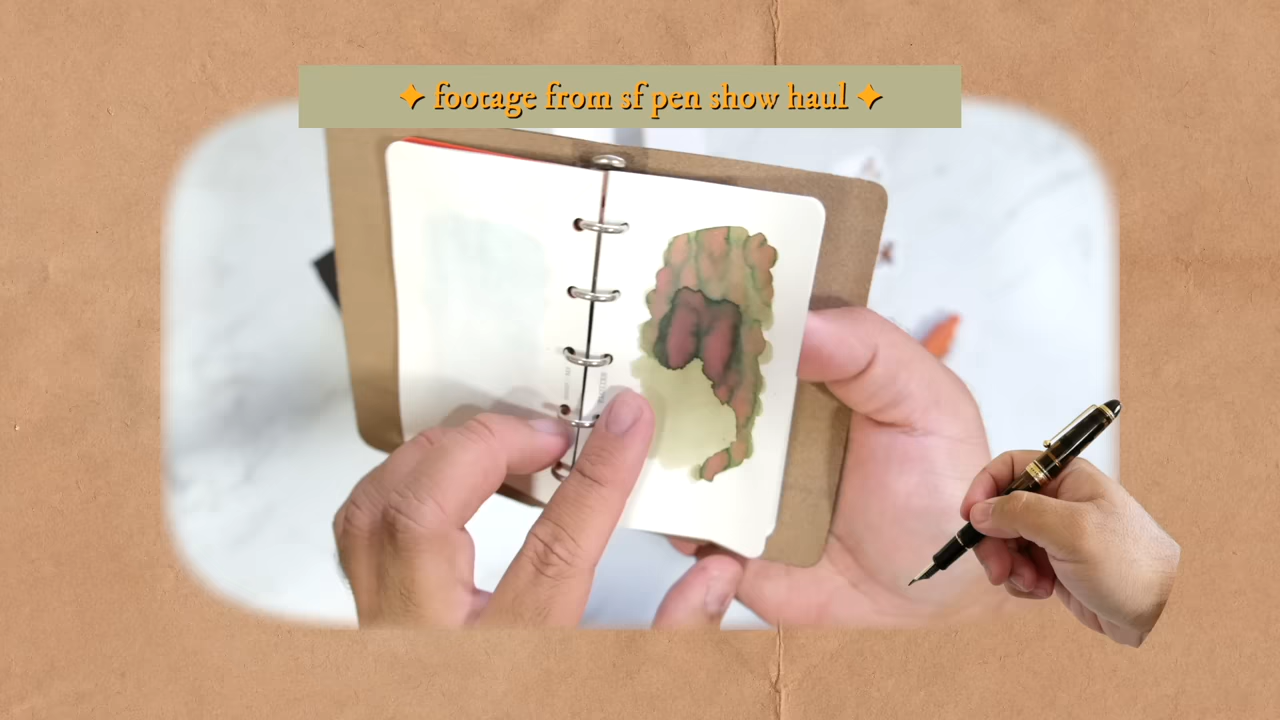 ✦ footage from sf pen show haul ✦